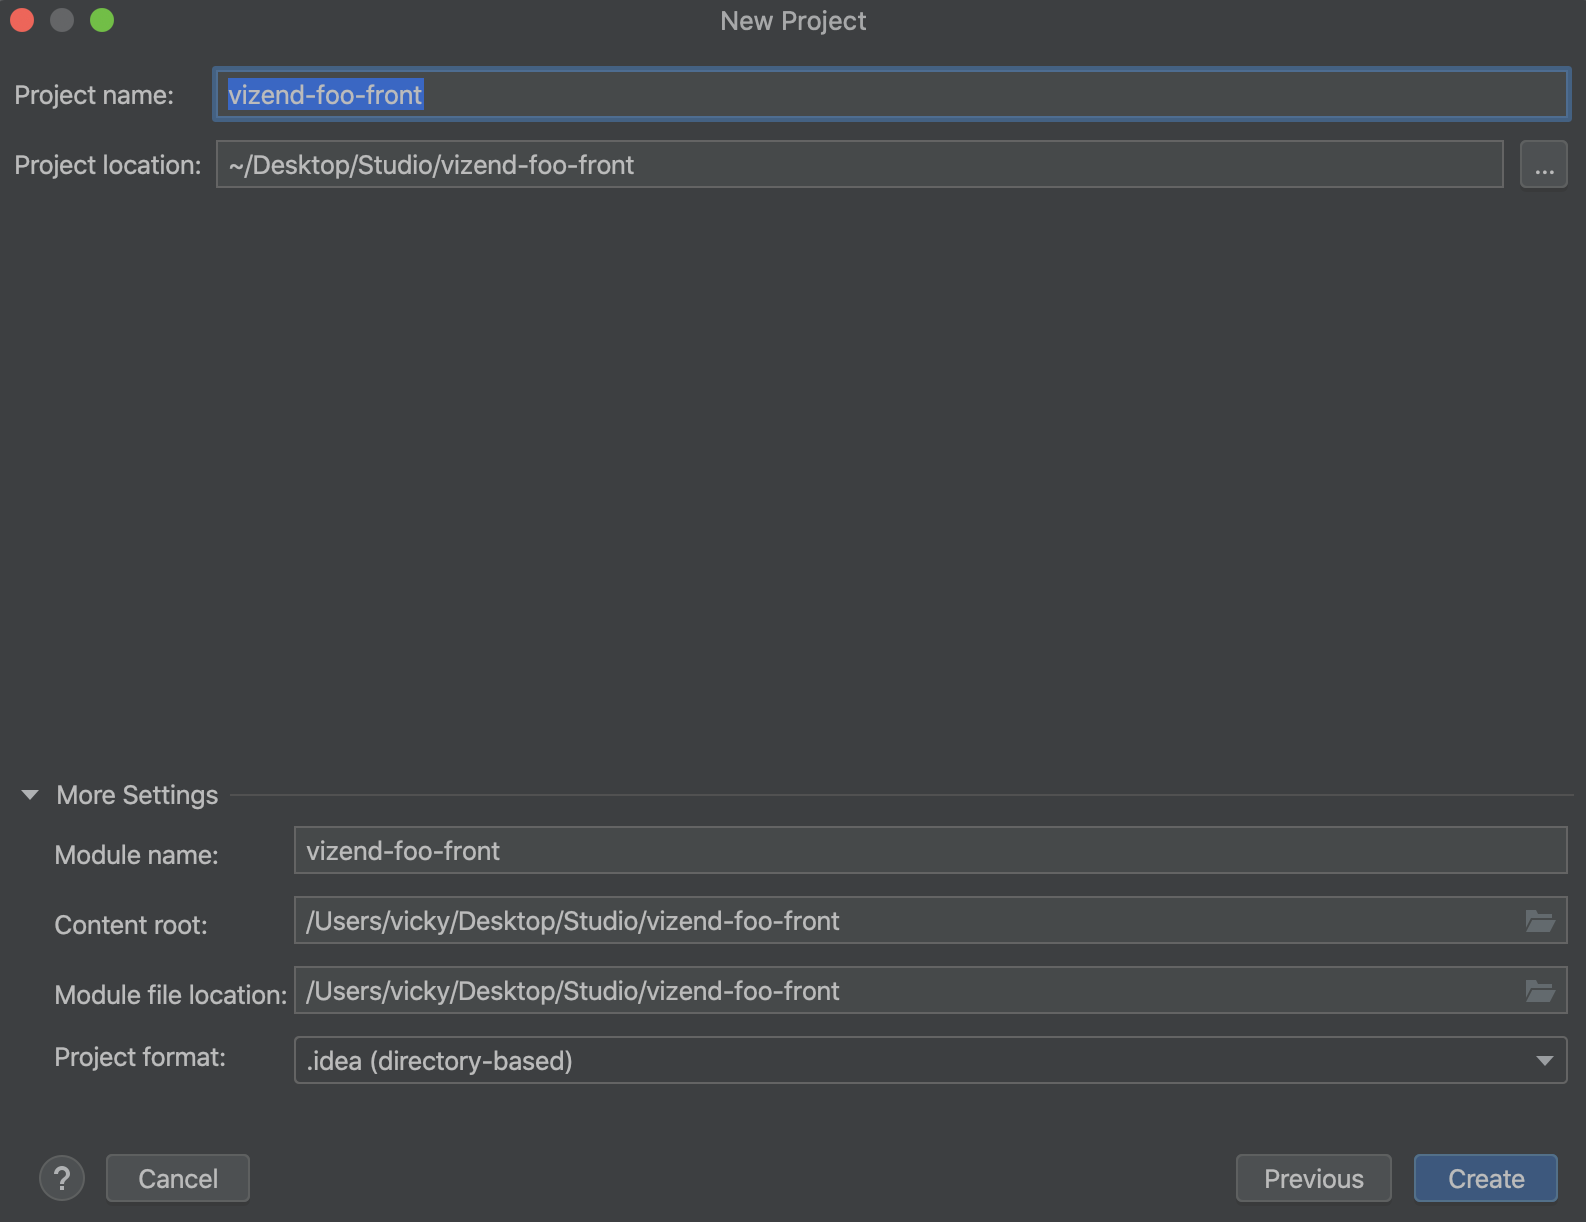 New Project
Project name: vizend-foo-front
Project location: ~/Desktop/Studio/vizend-foo-front ...
More Settings
Module name: vizend-foo-front
Content root: /Users/vicky/Desktop/Studio/vizend-foo-front
Module file location: /Users/vicky/Desktop/Studio/vizend-foo-front
Project format: .idea (directory-based)
? Cancel Previous Create